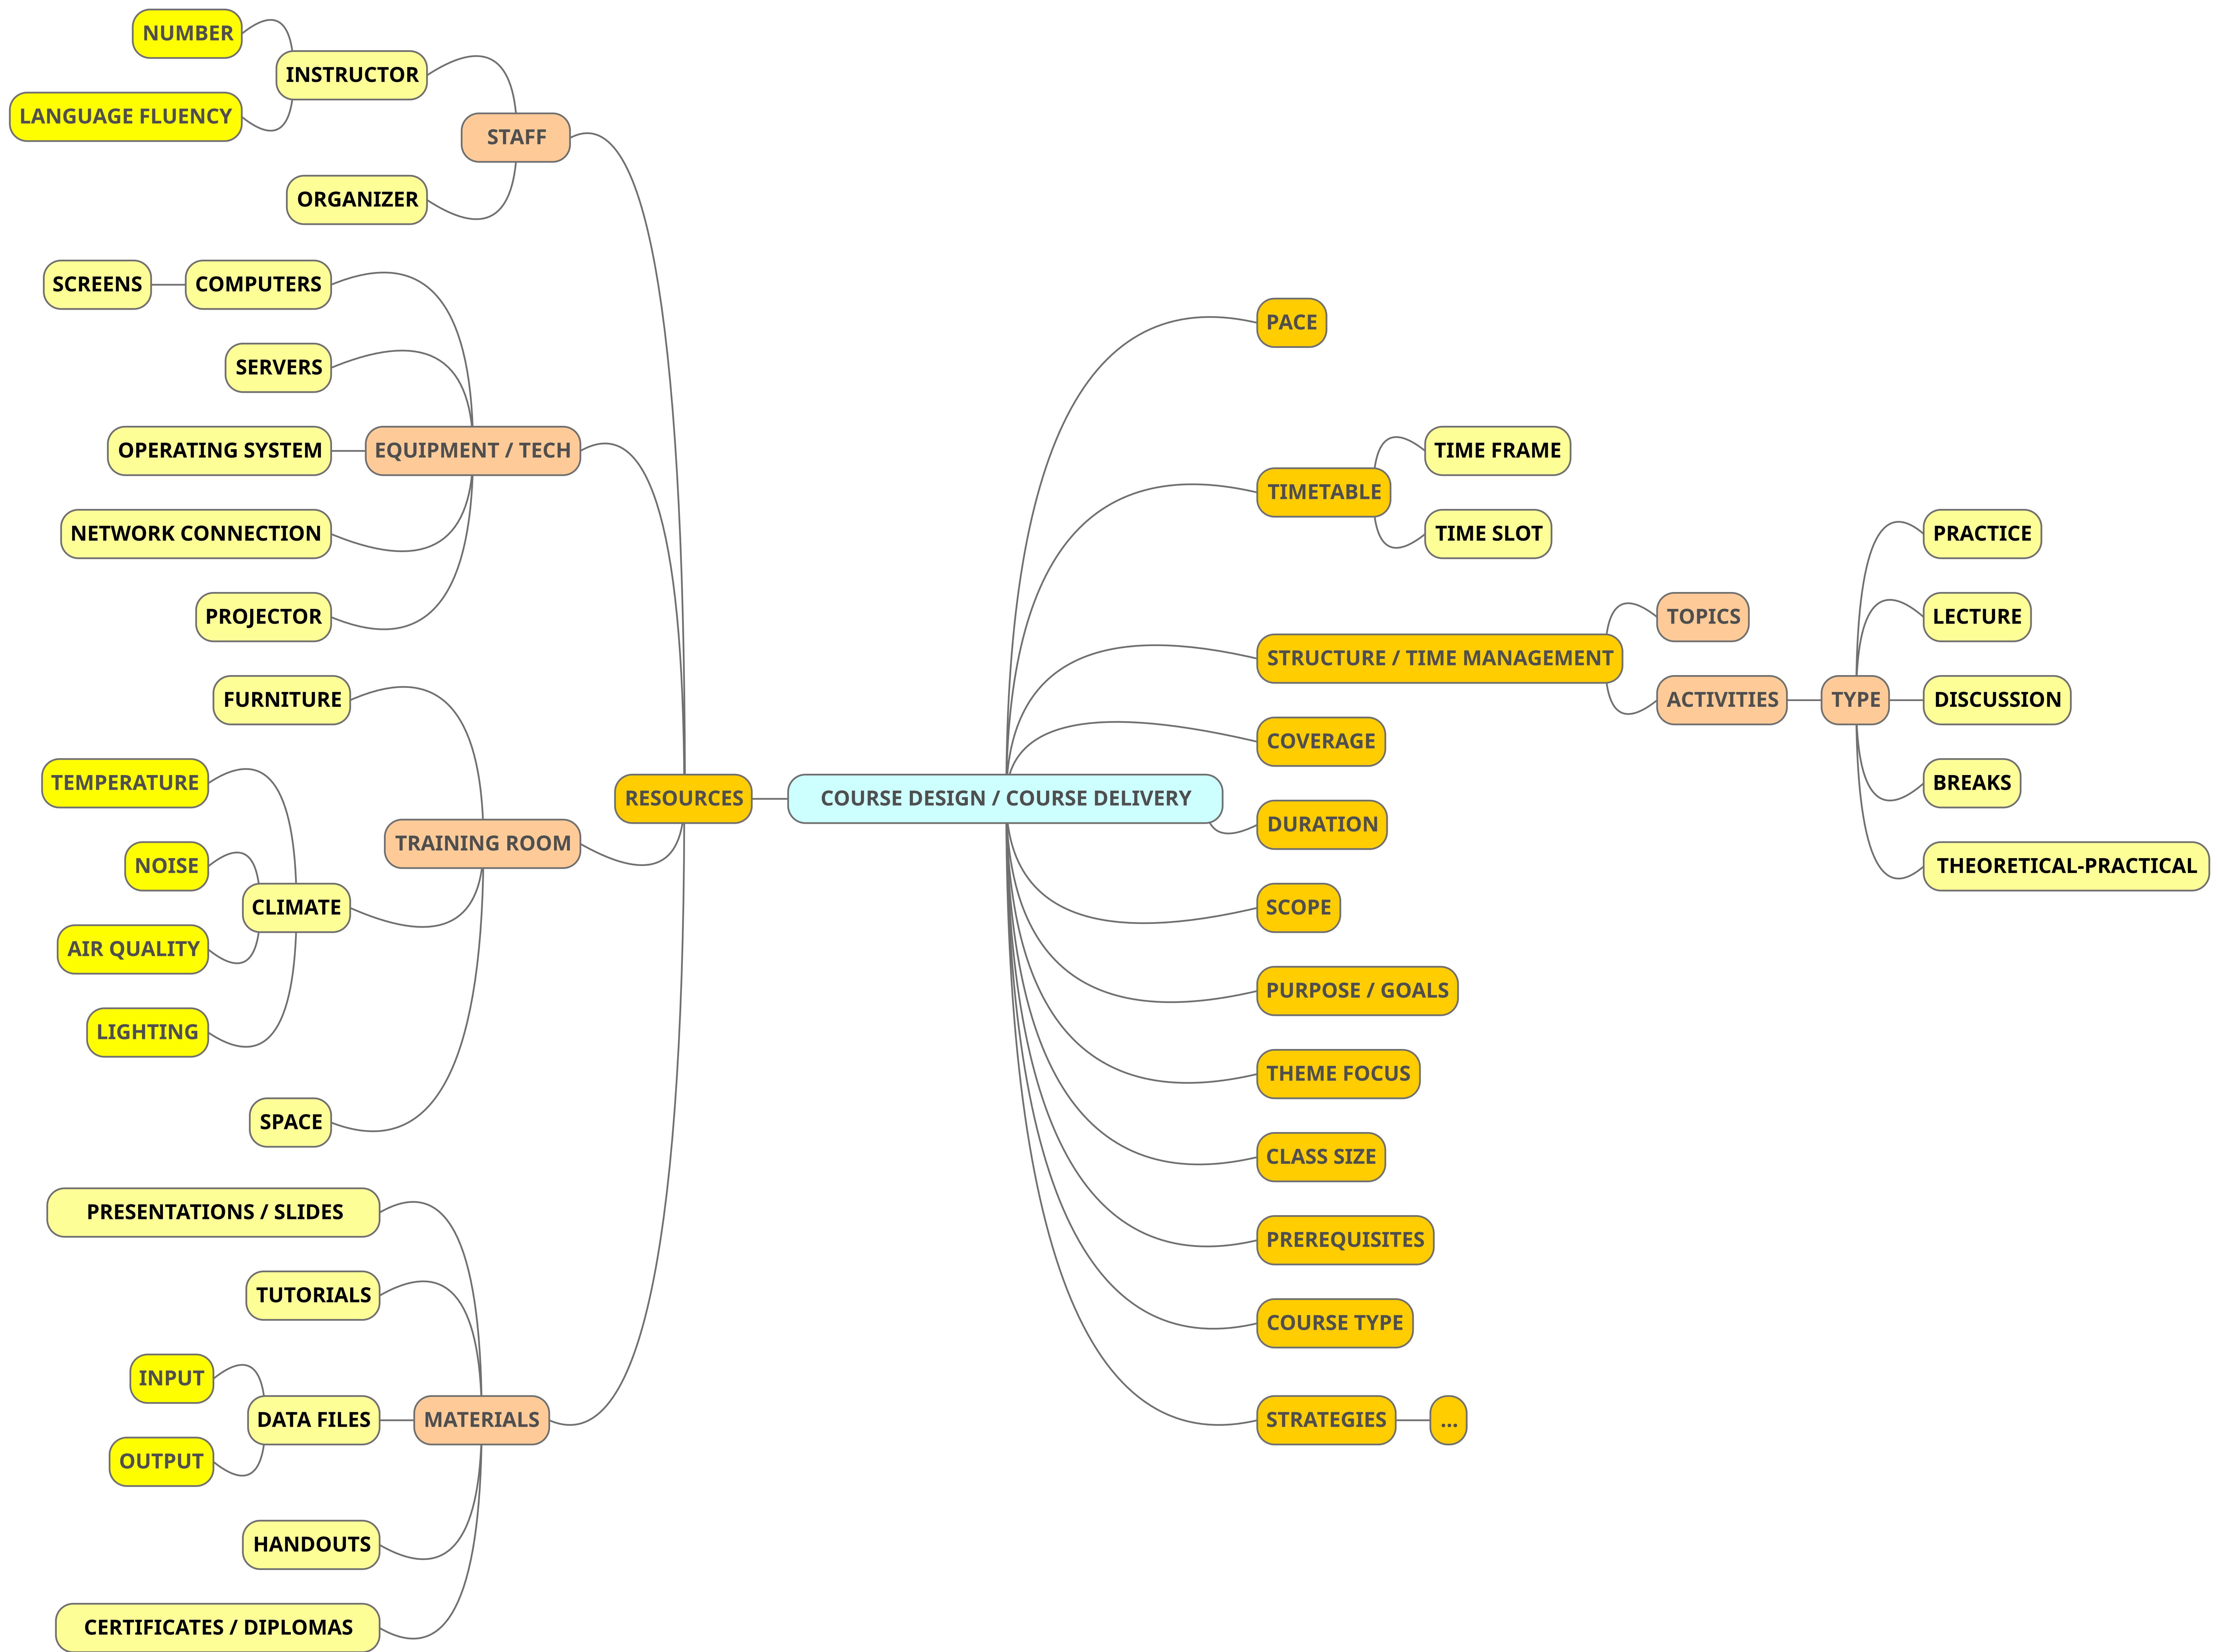 NUMBER
INSTRUCTOR
LANGUAGE FLUENCY
STAFF
ORGANIZER
SCREENS
COMPUTERS
SERVERS
OPERATING SYSTEM
EQUIPMENT / TECH
NETWORK CONNECTION
PROJECTOR
FURNITURE
TEMPERATURE
NOISE
CLIMATE
AIR QUALITY
LIGHTING
TRAINING ROOM
SPACE
PRESENTATIONS / SLIDES
TUTORIALS
INPUT
DATA FILES
OUTPUT
MATERIALS
HANDOUTS
CERTIFICATES / DIPLOMAS
RESOURCES
COURSE DESIGN / COURSE DELIVERY
PACE
TIMETABLE
TIME FRAME
TIME SLOT
STRUCTURE / TIME MANAGEMENT
TOPICS
ACTIVITIES
TYPE
PRACTICE
LECTURE
DISCUSSION
BREAKS
THEORETICAL-PRACTICAL
COVERAGE
DURATION
SCOPE
PURPOSE / GOALS
THEME FOCUS
CLASS SIZE
PREREQUISITES
COURSE TYPE
STRATEGIES
...